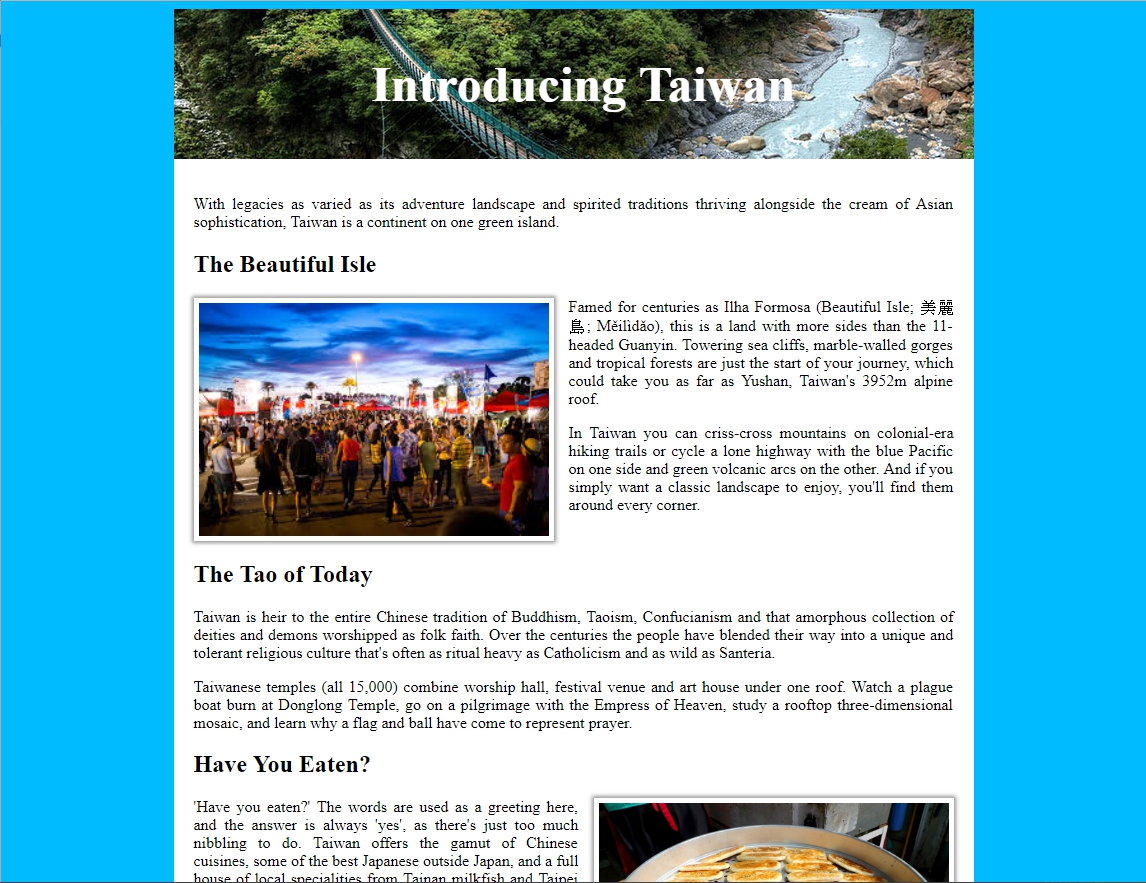 Introducing Taiwan
With legacies as varied as its adventure landscape and spirited traditions thriving alongside the cream of Asian
sophistication, Taiwan is a continent on one green island.
The Beautiful Isle
Famed for centuries as Ilha Formosa (Beautiful Isle; 美麗
島; Měilìdǎo), this is a land with more sides than the 11-
headed Guanyin. Towering sea cliffs, marble-walled gorges
and tropical forests are just the start of your journey, which
could take you as far as Yushan, Taiwan's 3952m alpine
roof.
In Taiwan you can criss-cross mountains on colonial-era
hiking trails or cycle a lone highway with the blue Pacific
on one side and green volcanic arcs on the other. And if you
simply want a classic landscape to enjoy, you'll find them
around every corner.
The Tao of Today
Taiwan is heir to the entire Chinese tradition of Buddhism, Taoism, Confucianism and that amorphous collection of
deities and demons worshipped as folk faith. Over the centuries the people have blended their way into a unique and
tolerant religious culture that's often as ritual heavy as Catholicism and as wild as Santeria.
Taiwanese temples (all 15,000) combine worship hall, festival venue and art house under one roof. Watch a plague
boat burn at Donglong Temple, go on a pilgrimage with the Empress of Heaven, study a rooftop three-dimensional
mosaic, and learn why a flag and ball have come to represent prayer.
Have You Eaten?
'Have you eaten?' The words are used as a greeting here,
and the answer is always 'yes', as there's just too much
nibbling to do. Taiwan offers the gamut of Chinese
cuisines, some of the best Japanese outside Japan, and a full
house of local specialities from Tainan milkfish and Taipei